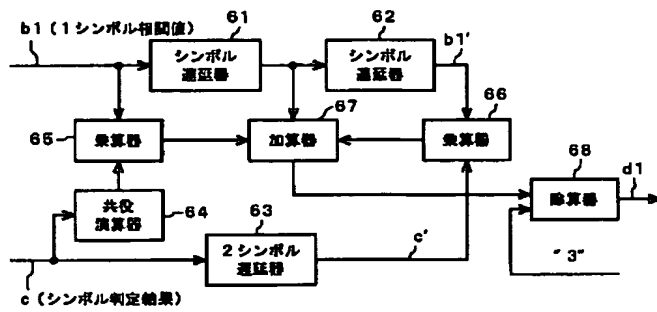 61
62
b1（1シンボル相関値）
シンボル
遅延器
シンボル
遅延器
b1'
67
66
65
乗算器
加算器
乗算器
68
d1
共役
演算器
64
63
除算器
2シンボル
遅延器
c'
"3"
c（シンボル判定結果）